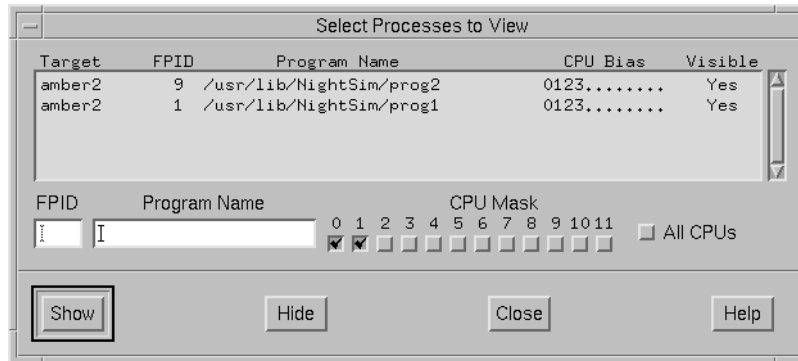 Select Processes to View
Target FPID Program Name CPU Bias Visible
amber2 9 /usr/lib/NightSim/prog2 0123........ Yes
amber2 1 /usr/lib/NightSim/prog1 0123........ Yes
FPID Program Name CPU Mask
0 1 2 3 4 5 6 7 8 9 10 11
All CPUs
Show Hide Close Help